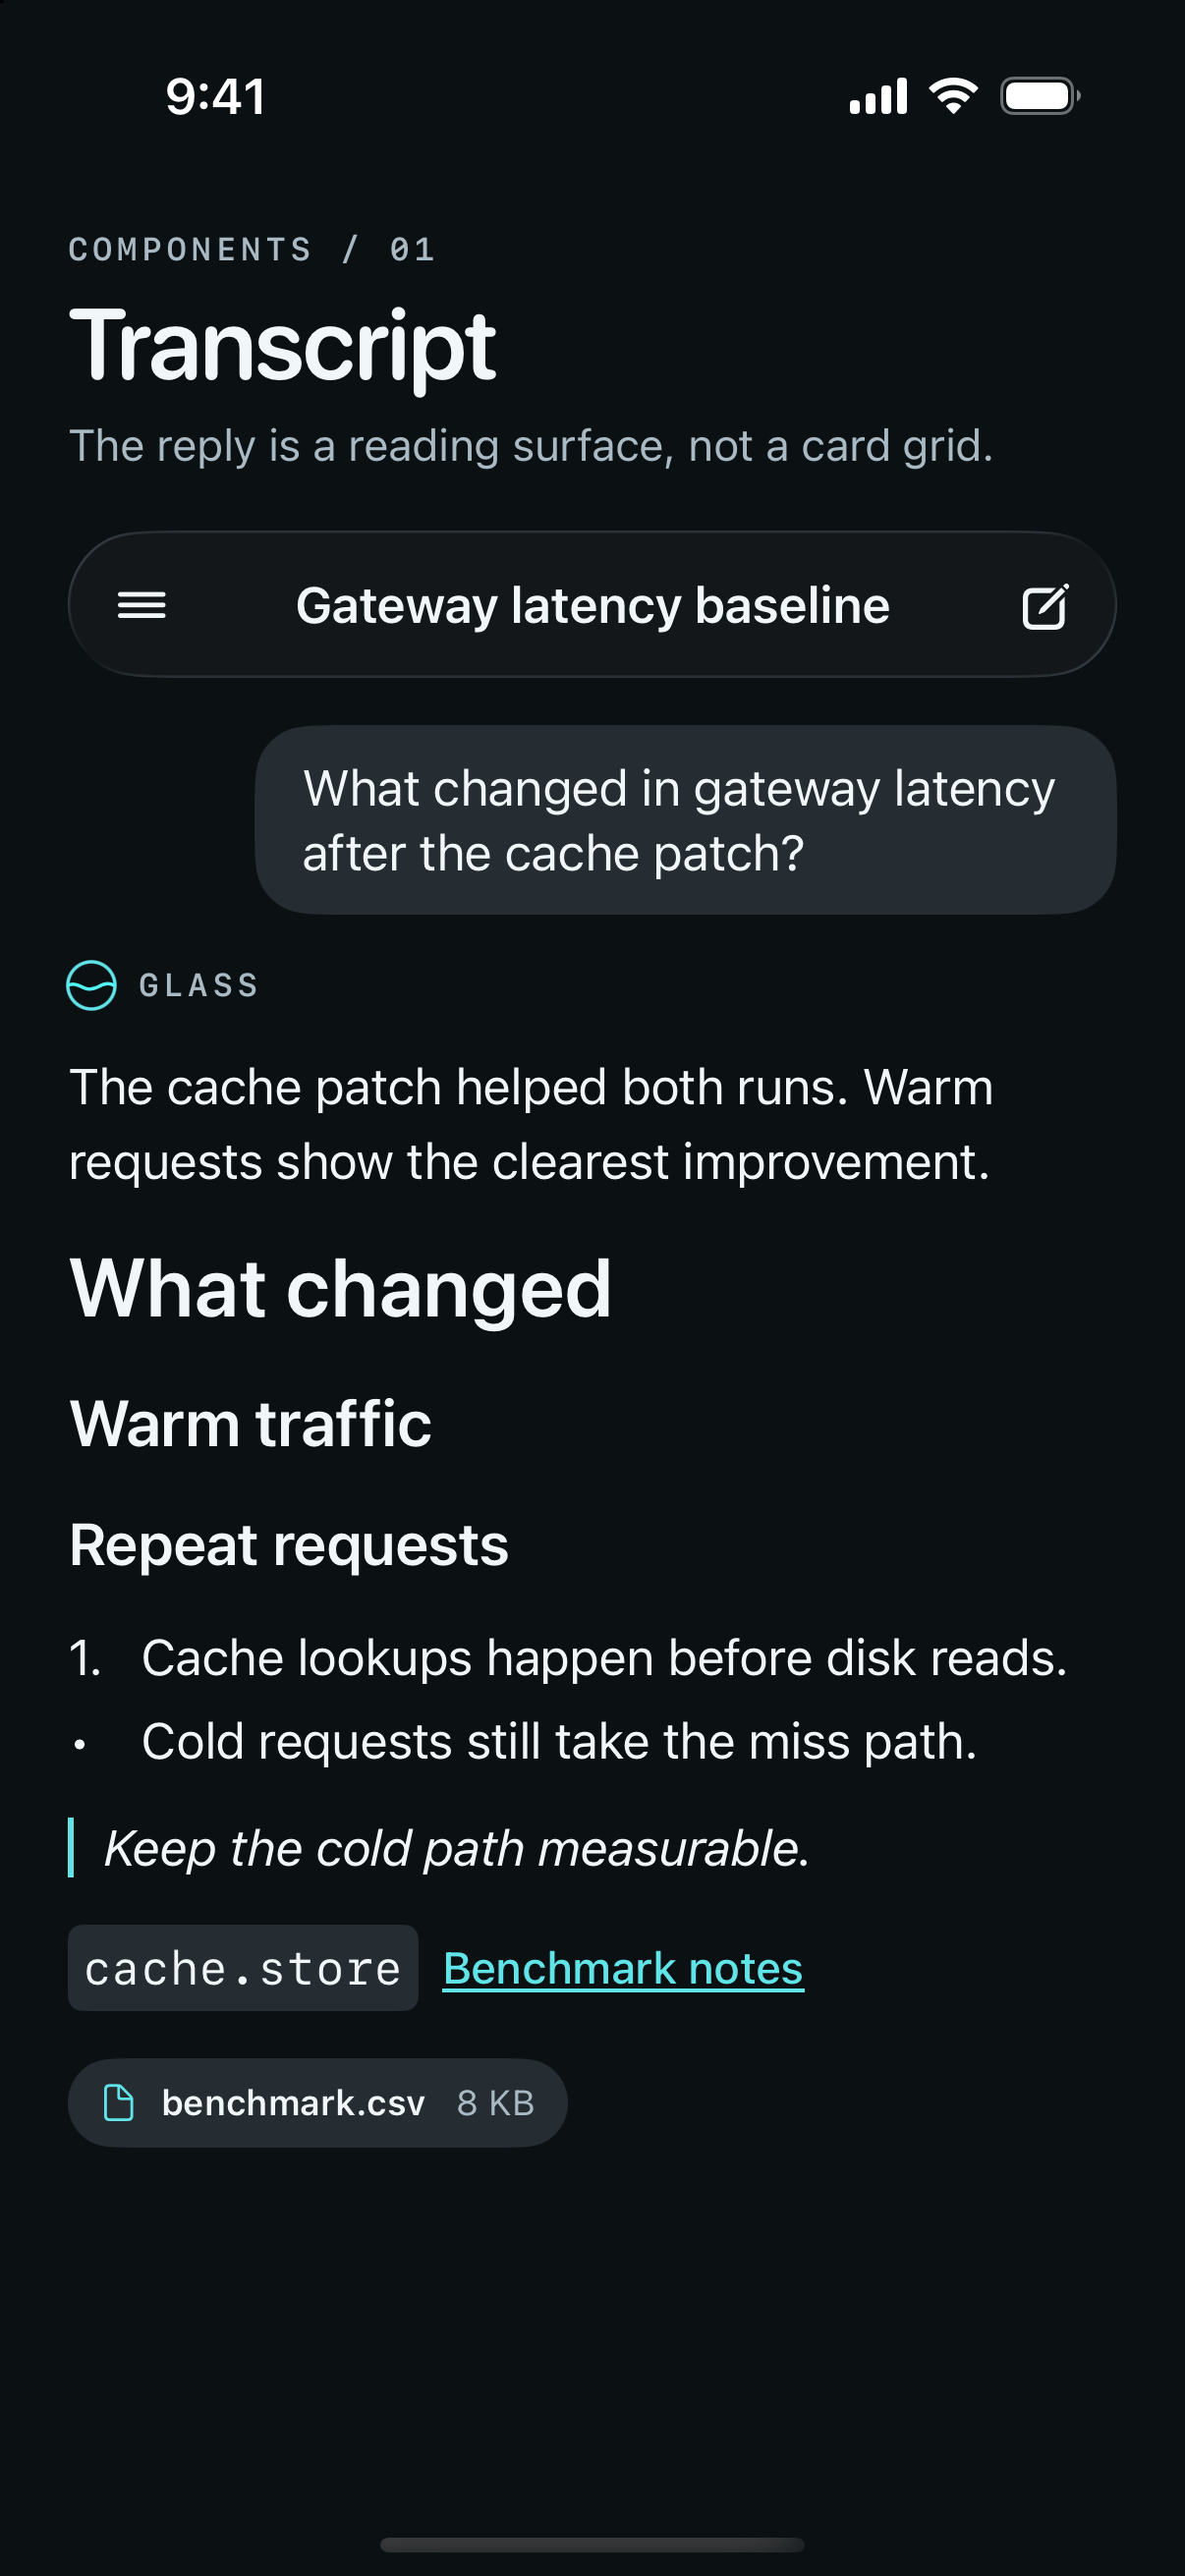 9:41
COMPONENTS / 01
Transcript
The reply is a reading surface, not a card grid.
Gateway latency baseline
What changed in gateway latency
after the cache patch?
GLASS
The cache patch helped both runs. Warm
requests show the clearest improvement.
What changed
Warm traffic
Repeat requests
1. Cache lookups happen before disk reads.
• Cold requests still take the miss path.
Keep the cold path measurable.
cache.store Benchmark notes
benchmark.csv 8 KB